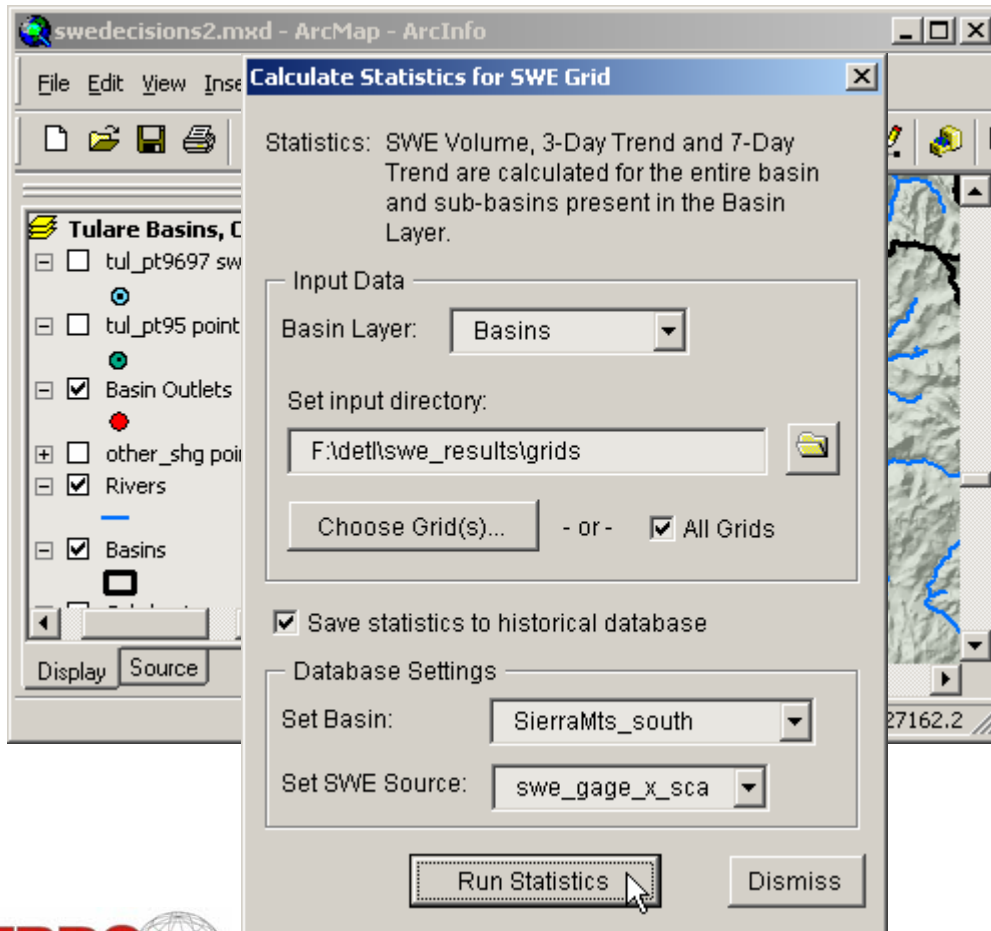 swedecisions2.mxd - ArcMap - ArcInfo
File Edit View Inse
Calculate Statistics for SWE Grid
Statistics: SWE Volume, 3-Day Trend and 7-Day
Trend are calculated for the entire basin
and sub-basins present in the Basin
Layer.
Tulare Basins, C
tul_pt9697 sw
tul_pt95 point
Basin Outlets
other_shg poi
Rivers
Basins
Display Source
Input Data
Basin Layer: Basins
Set input directory:
F:\detl\swe_results\grids
Choose Grid(s)... - or - All Grids
Save statistics to historical database
Database Settings
Set Basin: SierraMts_south
Set SWE Source: swe_gage_x_sca
Run Statistics Dismiss
27162.2